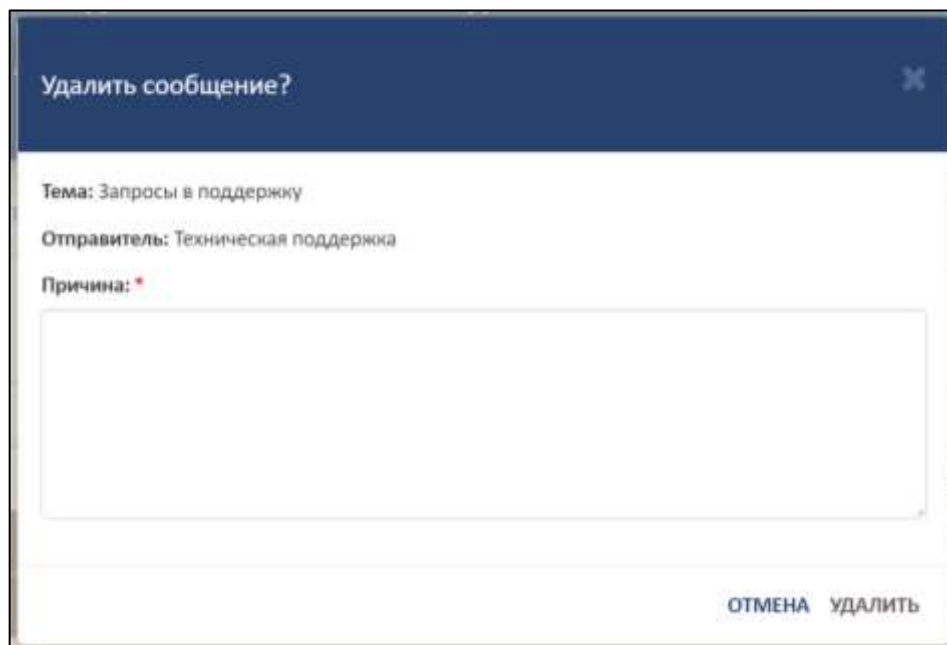 Удалить сообщение?
Тема: Запросы в поддержку
Отправитель: Техническая поддержка
Причина: *
ОТМЕНА УДАЛИТЬ